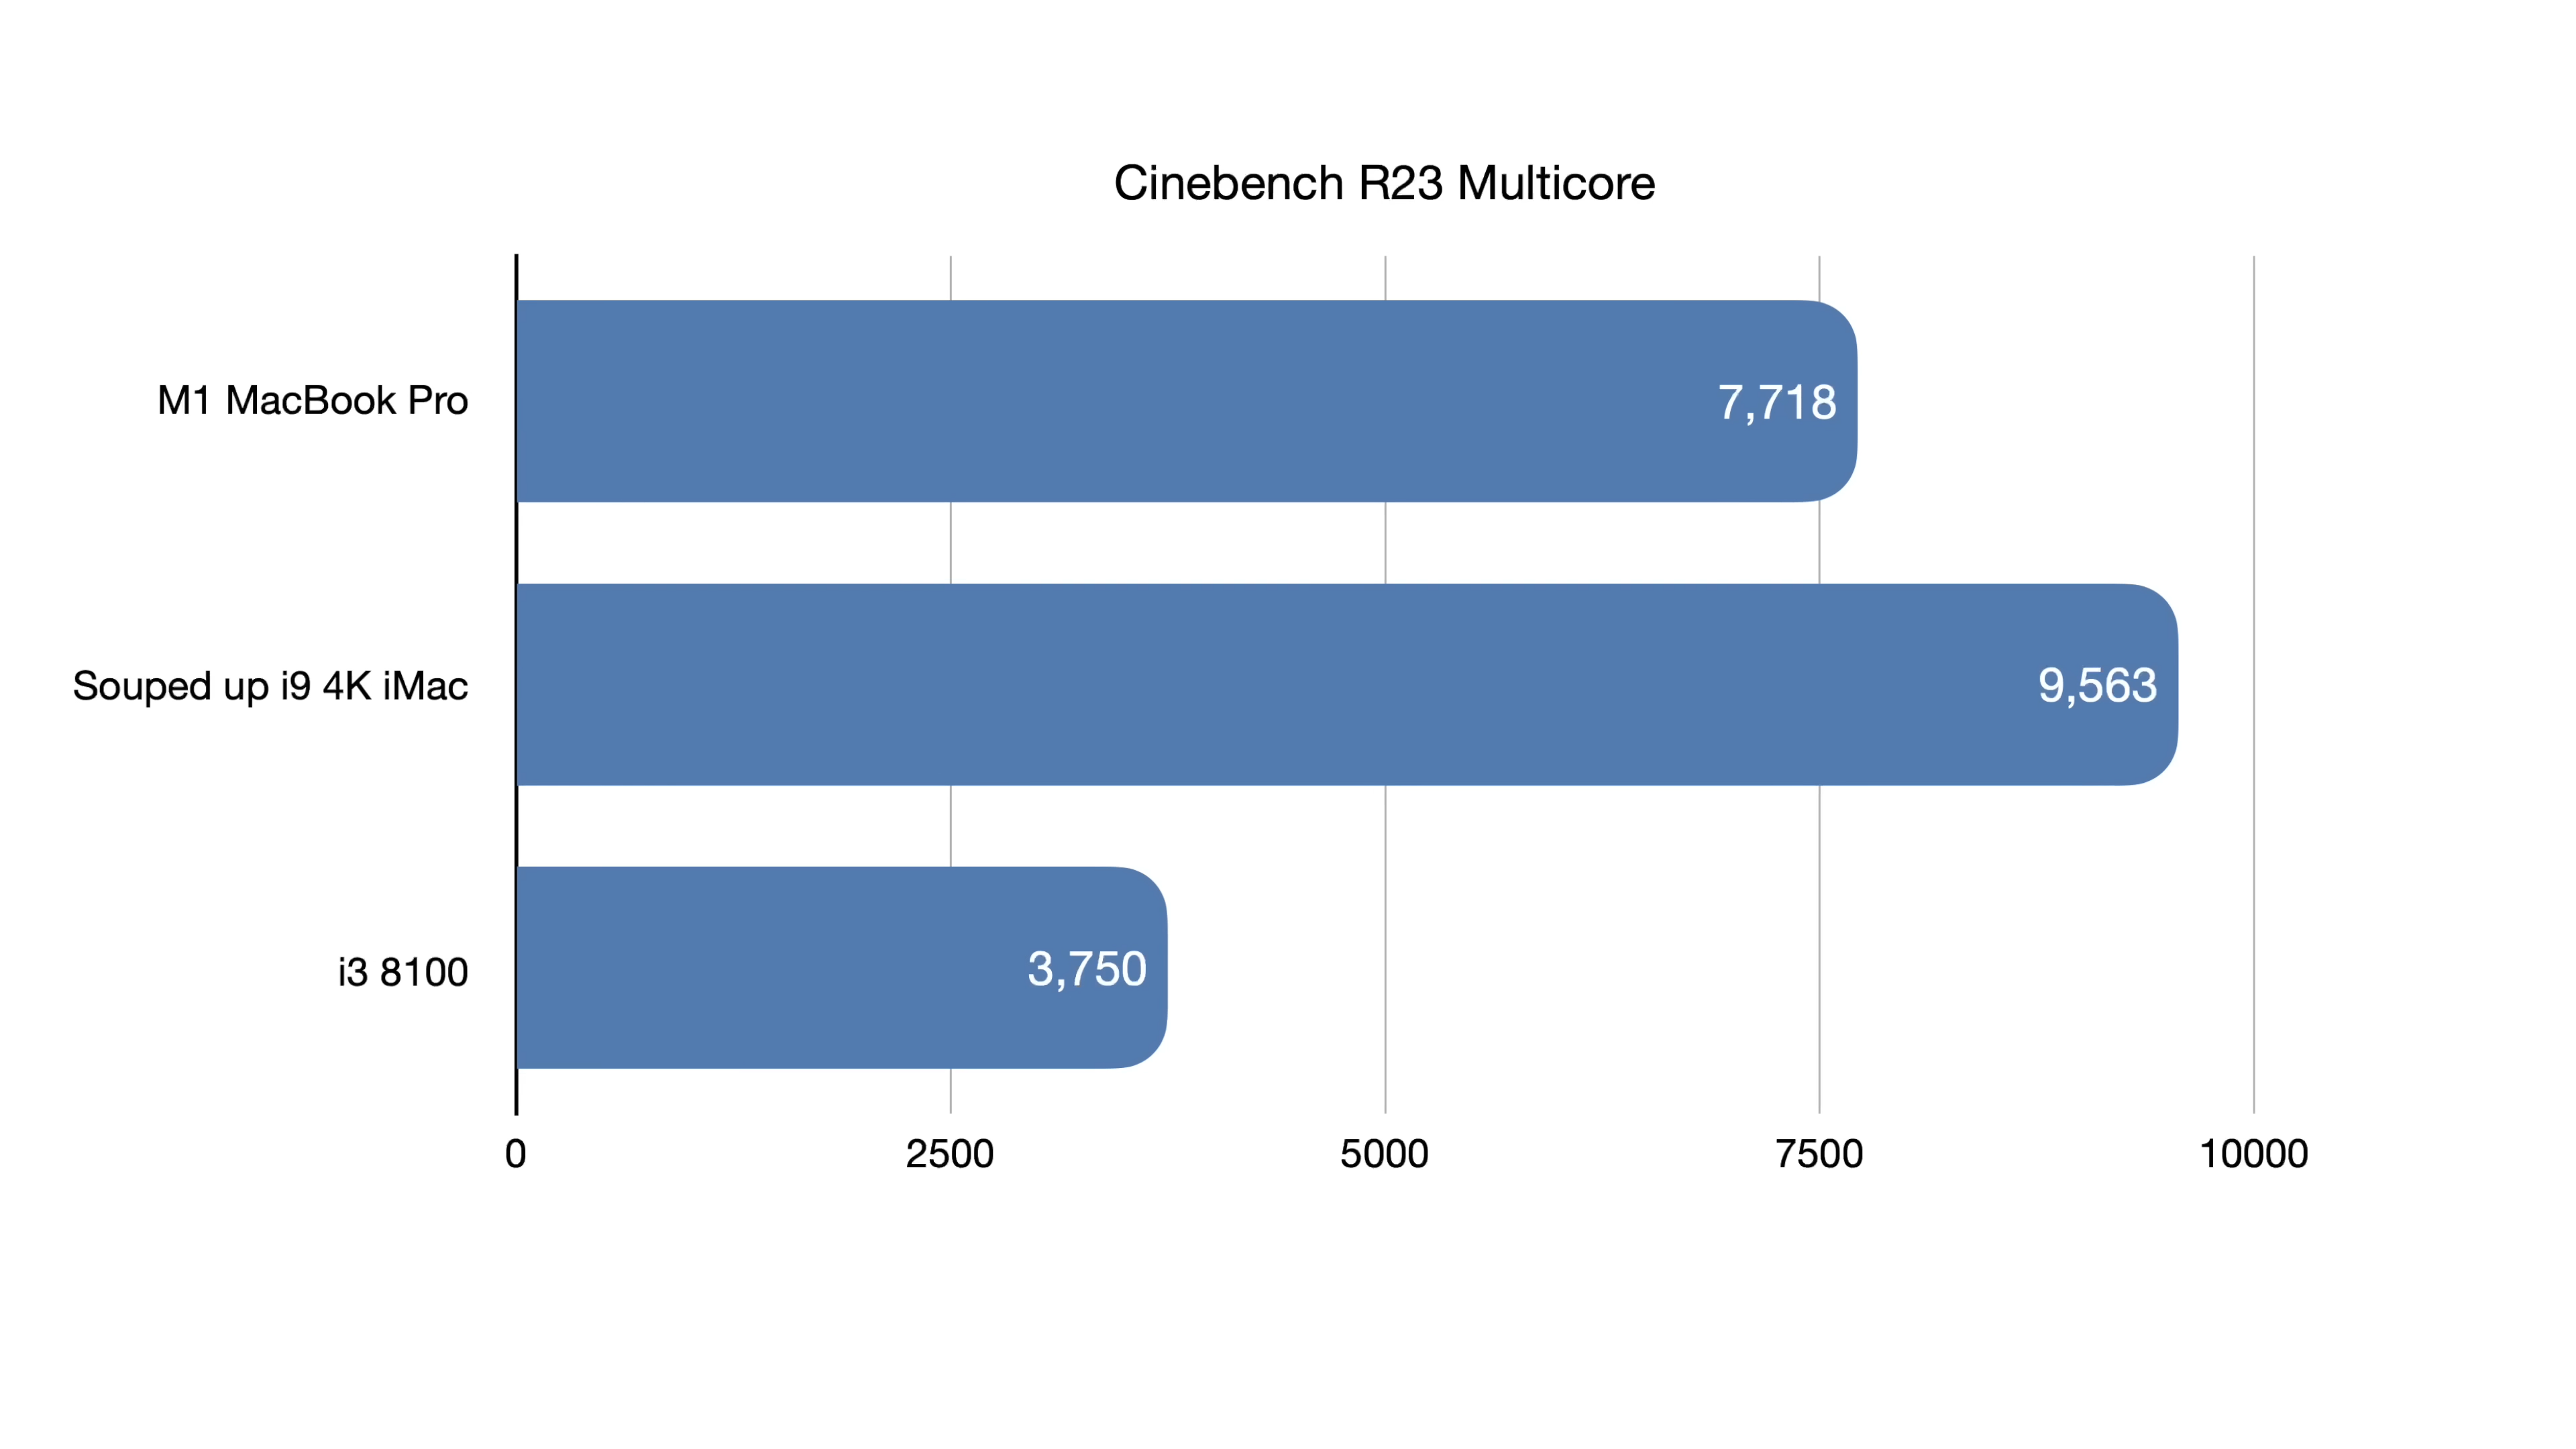 Cinebench R23 Multicore
M1 MacBook Pro
7,718
Souped up i9 4K iMac
9,563
i3 8100
3,750
0 2500 5000 7500 10000